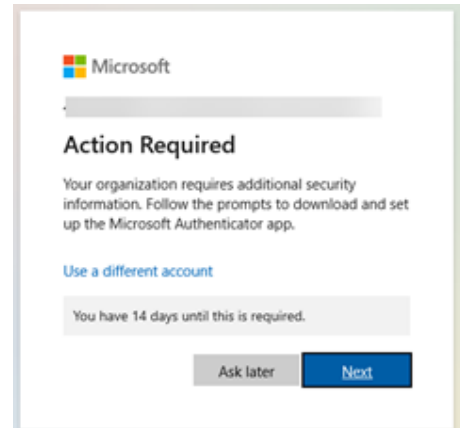 Microsoft
Action Required
Your organization requires additional security
information. Follow the prompts to download and set
up the Microsoft Authenticator app.
Use a different account
You have 14 days until this is required.
Ask later
Next